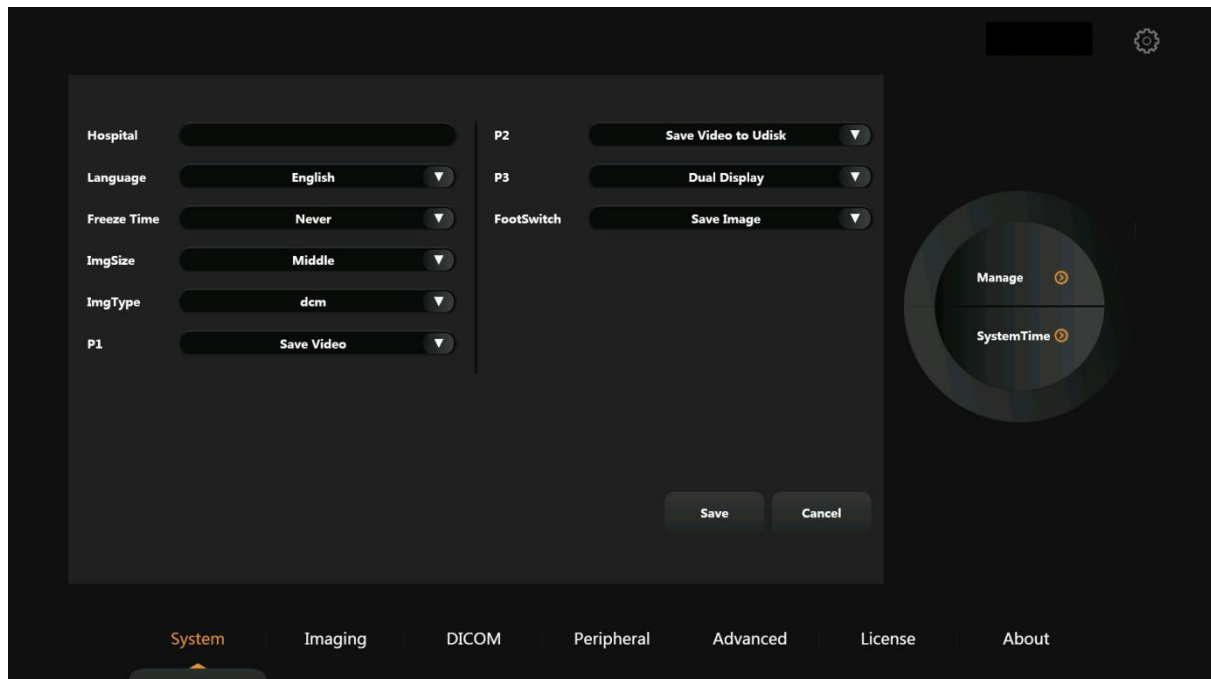 Hospital
Language English
Freeze Time Never
ImgSize Middle
ImgType dcm
P1 Save Video
P2 Save Video to Udisk
P3 Dual Display
FootSwitch Save Image
Manage
SystemTime
Save Cancel
System Imaging DICOM Peripheral Advanced License About